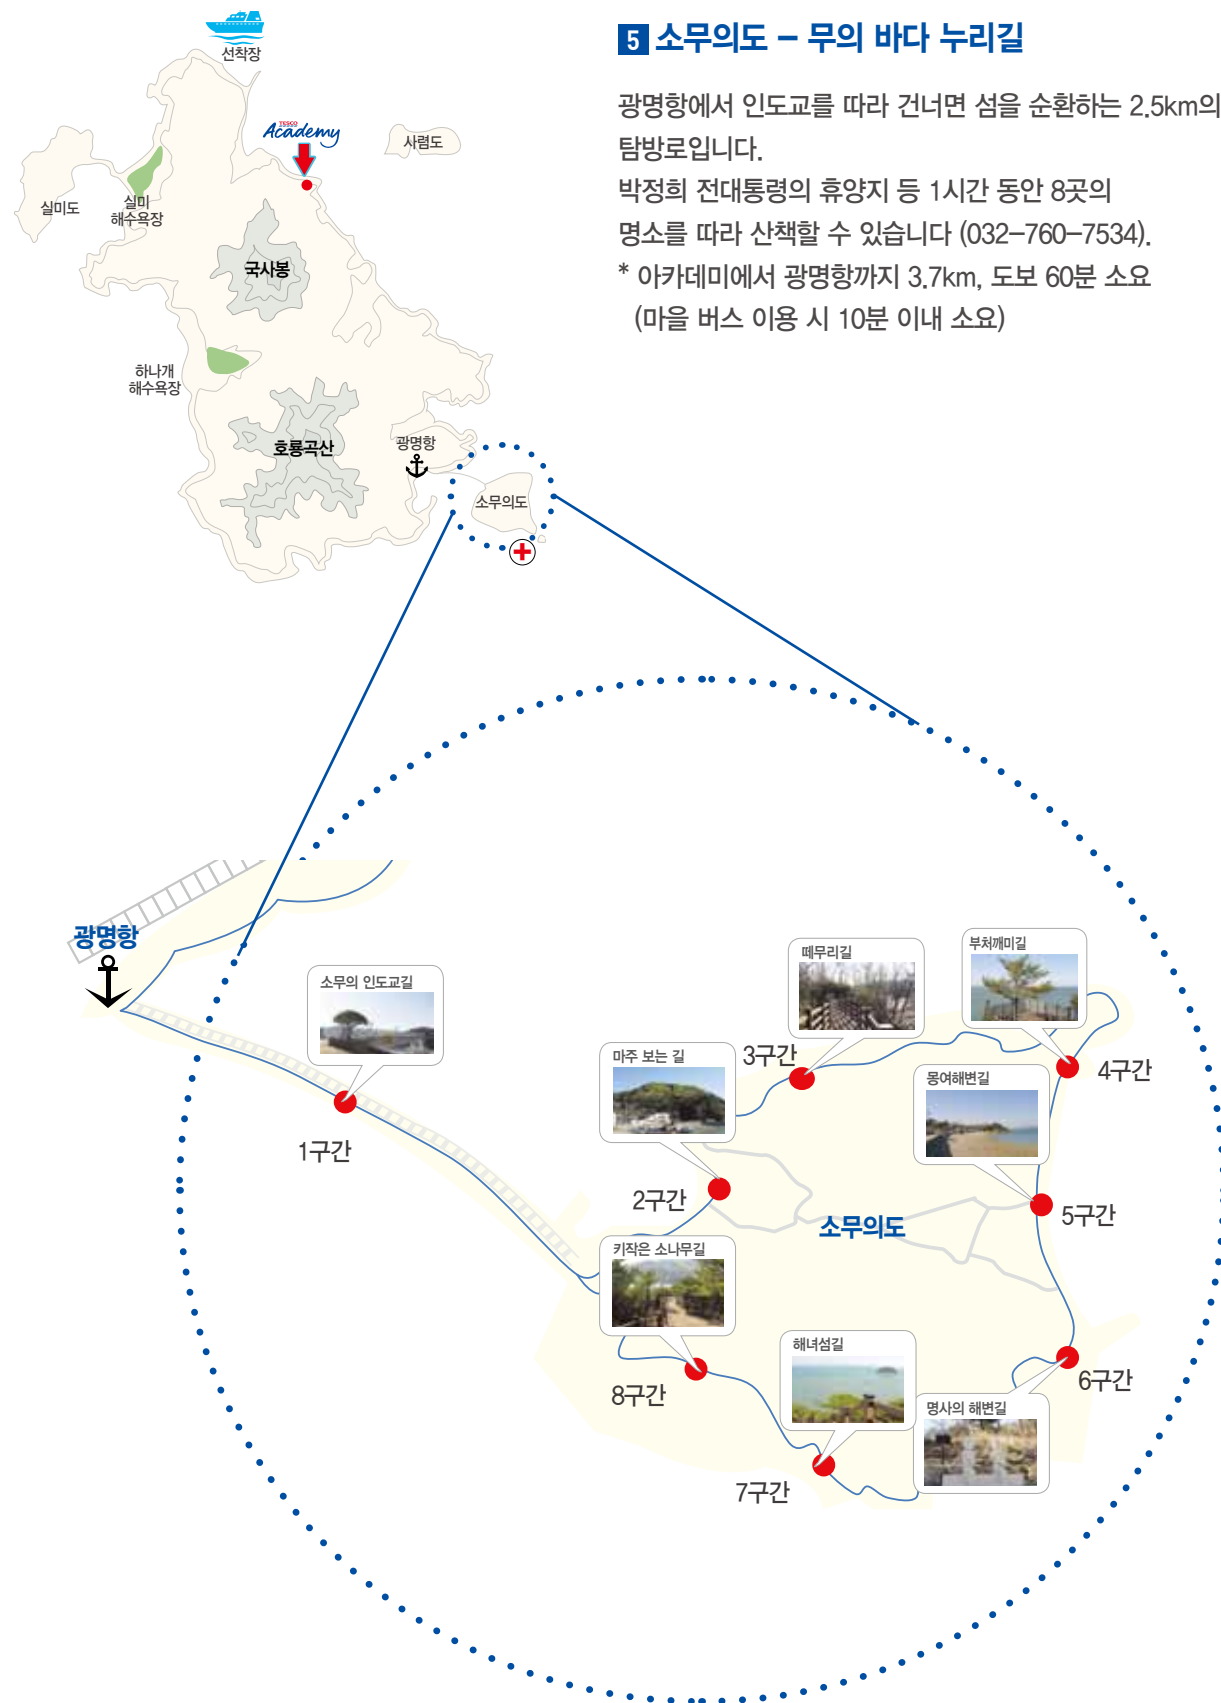 선착장
TESCO
Academy
사렴도
실미도
실미
해수욕장
국사봉
하나개
해수욕장
호룡곡산
광명항
소무의도
5 소무의도 – 무의 바다 누리길
광명항에서 인도교를 따라 건너면 섬을 순환하는 2.5km의
탐방로입니다.
박정희 전대통령의 휴양지 등 1시간 동안 8곳의
명소를 따라 산책할 수 있습니다 (032-760-7534).
* 아카데미에서 광명항까지 3.7km, 도보 60분 소요
(마을 버스 이용 시 10분 이내 소요)
광명항
소무의 인도교길
1구간
마주 보는 길
2구간
떼무리길
3구간
부처깨미길
4구간
몽여해변길
5구간
소무의도
키작은 소나무길
8구간
해녀섬길
7구간
명사의 해변길
6구간